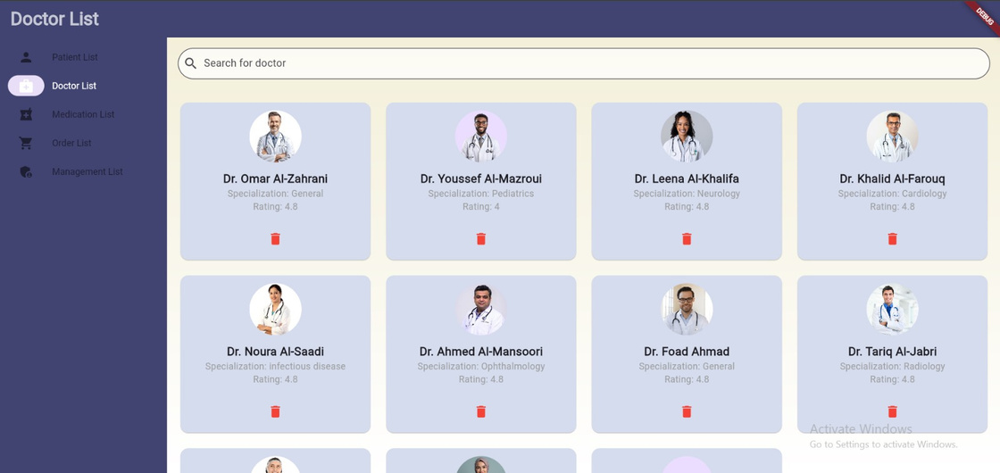 Doctor List
DEBUG
Patient List
Doctor List
Medication List
Order List
Management List
Search for doctor
Dr. Omar Al-Zahrani
Specialization: General
Rating: 4.8
Dr. Youssef Al-Mazroui
Specialization: Pediatrics
Rating: 4
Dr. Leena Al-Khalifa
Specialization: Neurology
Rating: 4.8
Dr. Khalid Al-Farouq
Specialization: Cardiology
Rating: 4.8
Dr. Noura Al-Saadi
Specialization: infectious disease
Rating: 4.8
Dr. Ahmed Al-Mansoori
Specialization: Ophthalmology
Rating: 4.8
Dr. Foad Ahmad
Specialization: General
Rating: 4.8
Dr. Tariq Al-Jabri
Specialization: Radiology
Rating: 4.8
Activate Windows
Go to Settings to activate Windows.